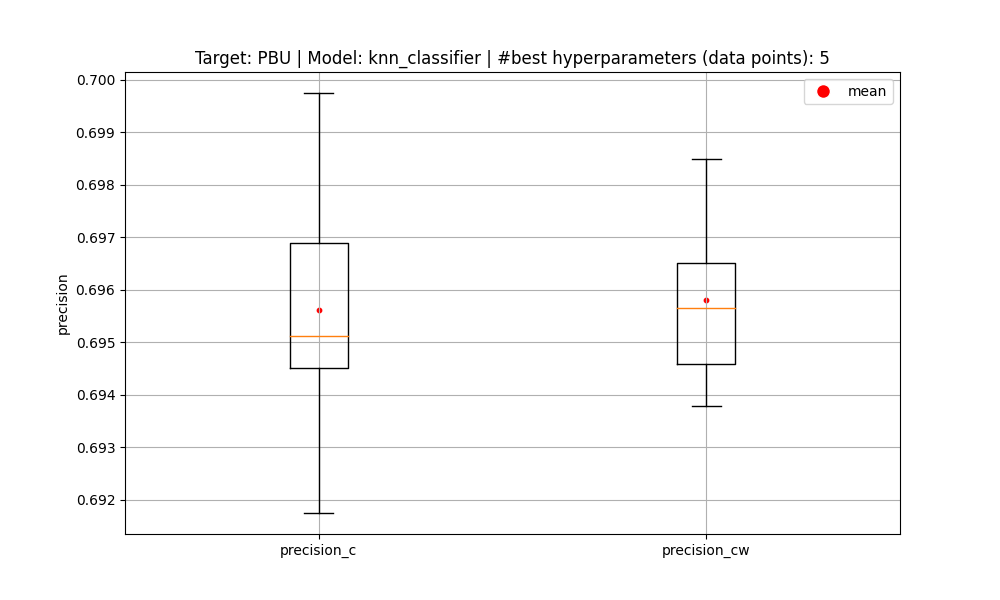 Target: PBU | Model: knn_classifier | #best hyperparameters (data points): 5
mean
precision
0.700
0.699
0.698
0.697
0.696
0.695
0.694
0.693
0.692
precision_c
precision_cw